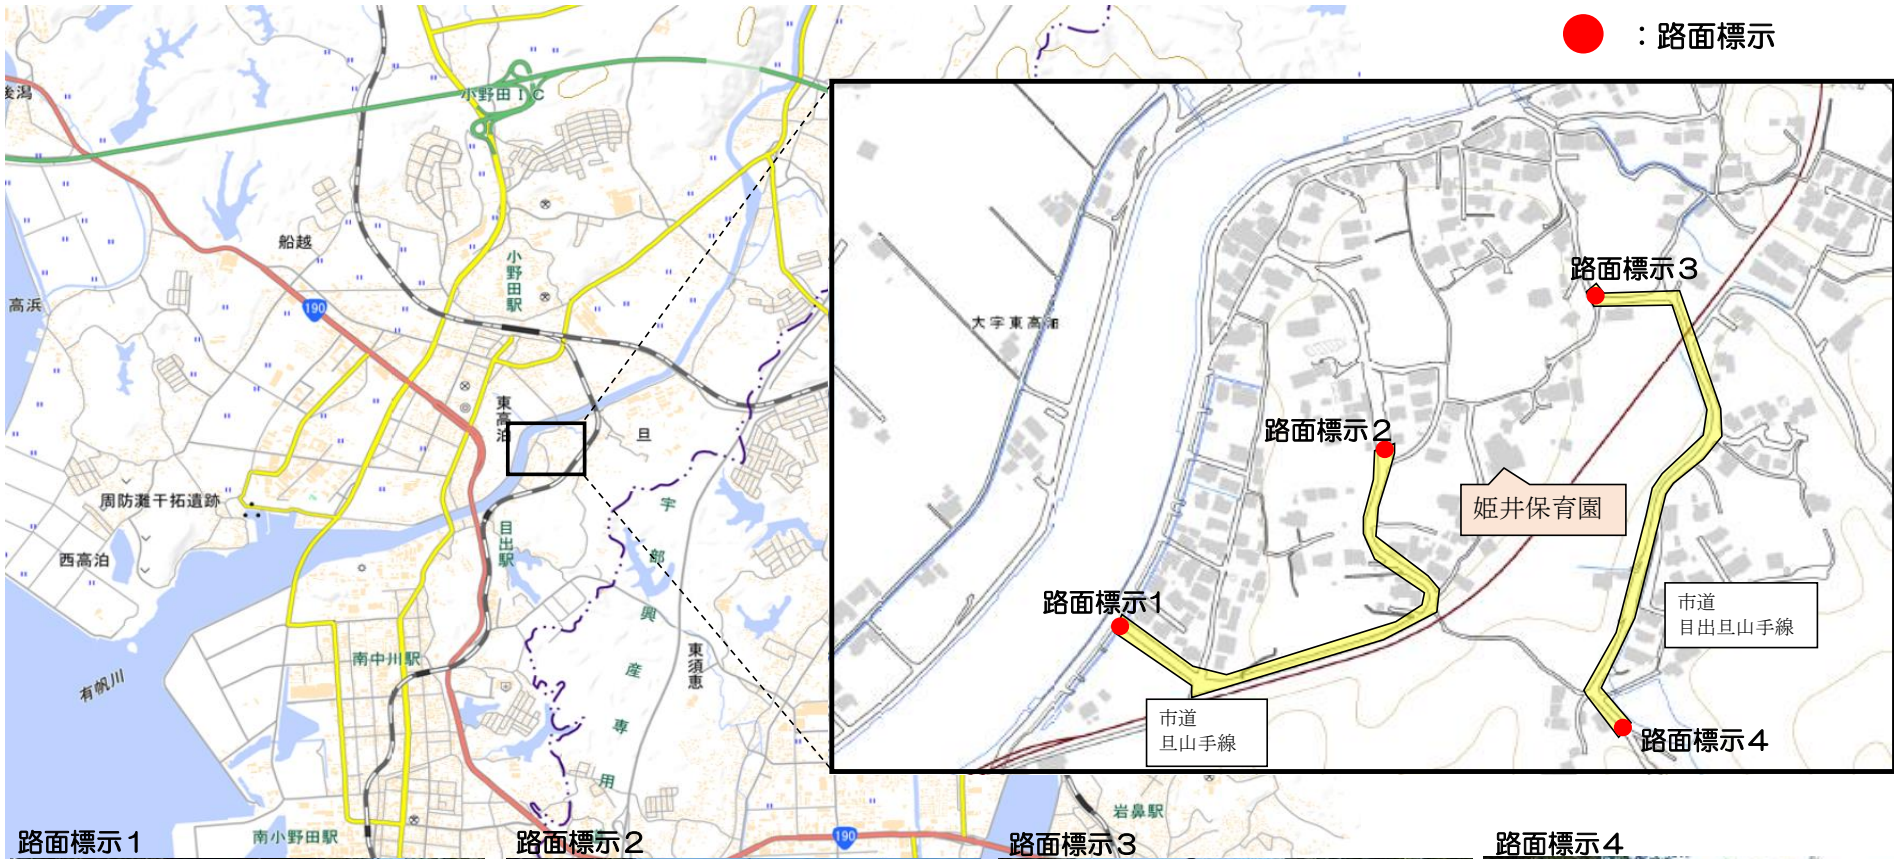 ：路面標示
後潟
小野田ＩＣ
船越
小野田駅
190
高浜
東高泊
旦
周防灘干拓遺跡
目出駅
西高泊
宇部興産専用
東須恵
南中川駅
有帆川
南小野田駅
190
岩鼻駅
大字東高泊
路面標示3
路面標示2
姫井保育園
路面標示1
市道
目出旦山手線
市道
旦山手線
路面標示4
路面標示1
路面標示2
路面標示3
路面標示4